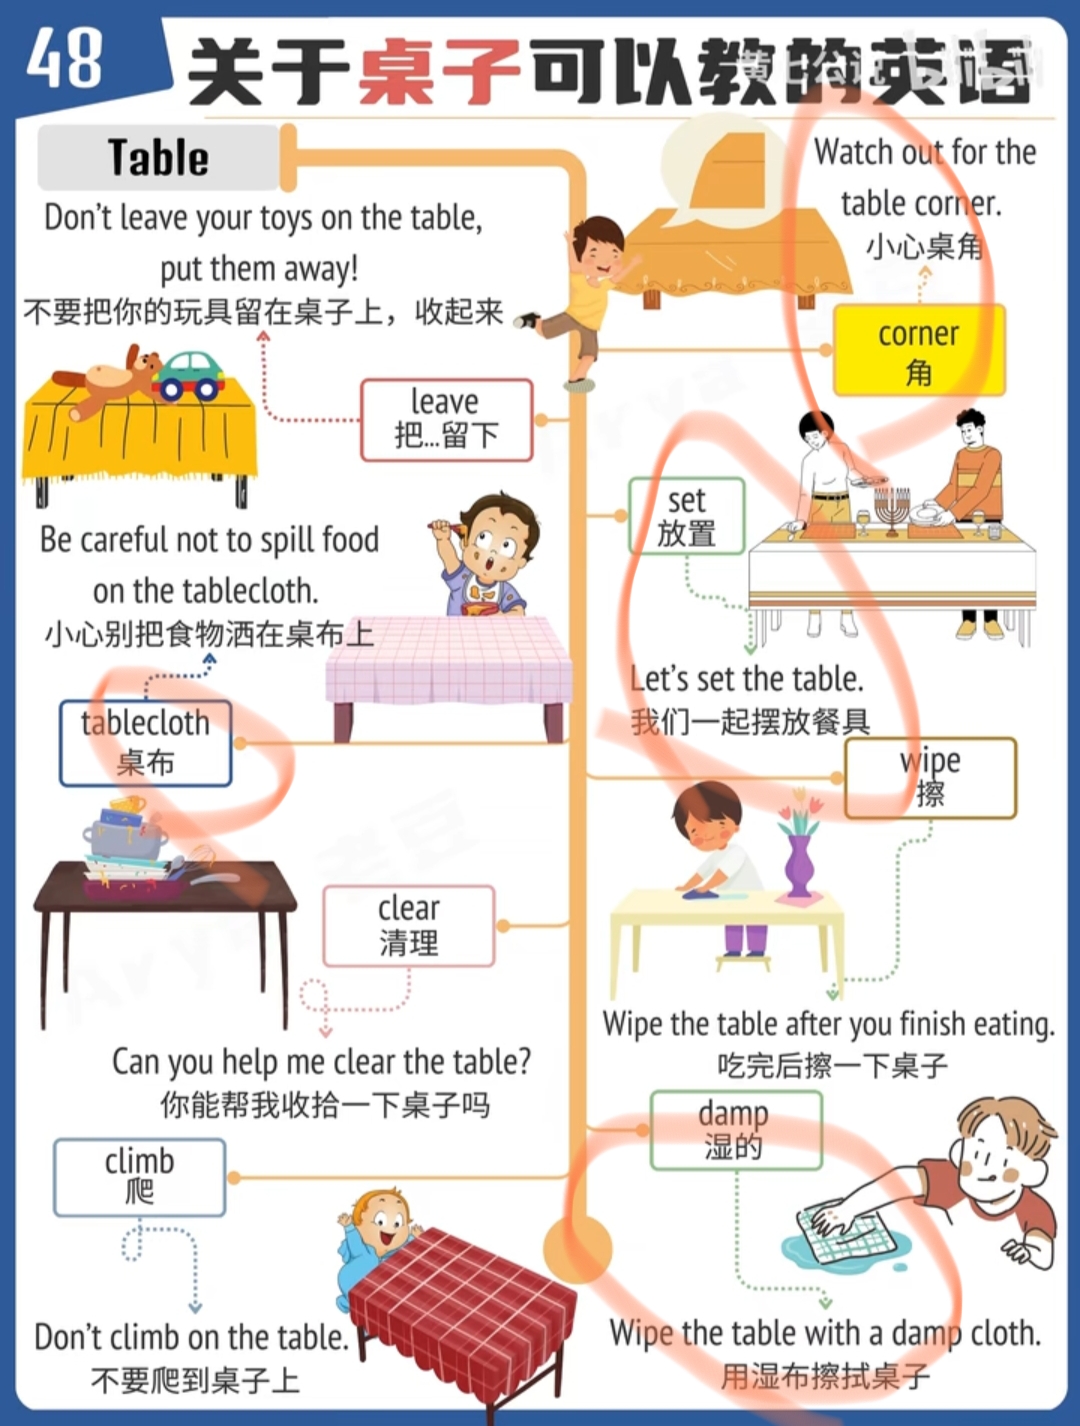 48
关于桌子可以教的英语
Table
Don't leave your toys on the table,
put them away!
不要把你的玩具留在桌子上，收起来
leave
把...留下
Be careful not to spill food
on the tablecloth.
小心别把食物洒在桌布上
tablecloth
桌布
clear
清理
Can you help me clear the table?
你能帮我收拾一下桌子吗
climb
爬
Don't climb on the table.
不要爬到桌子上
Watch out for the
table corner.
小心桌角
corner
角
set
放置
Let's set the table.
我们一起摆放餐具
wipe
擦
Wipe the table after you finish eating.
吃完后擦一下桌子
damp
湿的
Wipe the table with a damp cloth.
用湿布擦拭桌子